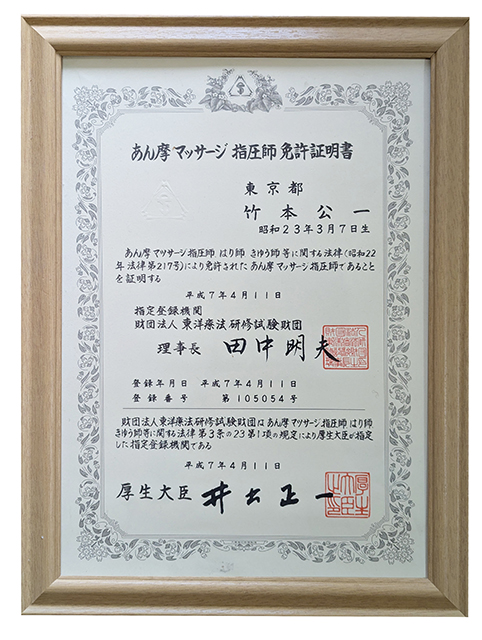 あん摩マッサージ指圧師免許証明書
東京都
竹本公一
昭和23年3月7日生
あん摩マツサージ指圧師 はり師 きゆう師等に関する法律(昭和22
年法律第217号)により免許されたあん摩マツサージ指圧師であること
を証明する
平成7年4月11日
指定登録機関
財団法人 東洋療法研修試験財団
理事長 田中明夫
登録年月日 平成7年4月11日
登録番号 第105054号
財団法人東洋療法研修試験財団はあん摩マツサージ指圧師 はり師
きゆう師等に関する法律第3条の23第1項の規定により厚生大臣が指定
した指定登録機関である
平成7年4月11日
厚生大臣 井出正一